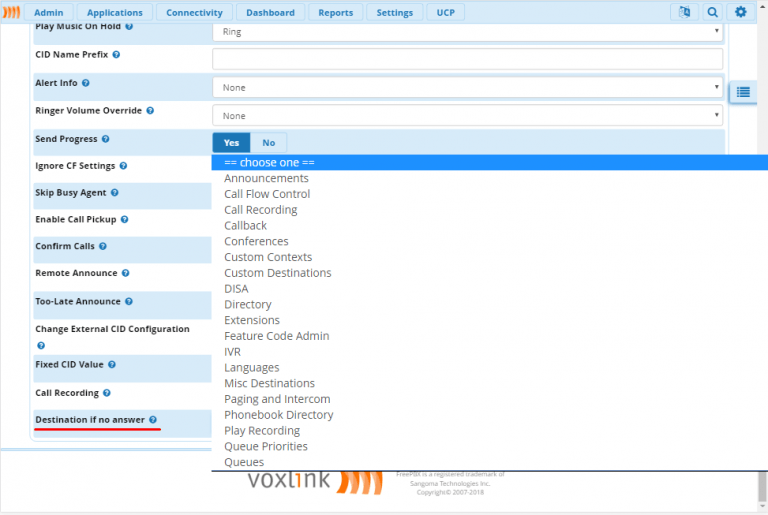 Admin Applications Connectivity Dashboard Reports Settings UCP
Play Music On Hold
Ring
CID Name Prefix
Alert Info
None
Ringer Volume Override
None
Send Progress
Yes No
Ignore CF Settings
Skip Busy Agent
Enable Call Pickup
Confirm Calls
Remote Announce
Too-Late Announce
Change External CID Configuration
Fixed CID Value
Call Recording
Destination if no answer
== choose one ==
Announcements
Call Flow Control
Call Recording
Callback
Conferences
Custom Contexts
Custom Destinations
DISA
Directory
Extensions
Feature Code Admin
IVR
Languages
Misc Destinations
Paging and Intercom
Phonebook Directory
Play Recording
Queue Priorities
Queues
voxlink
FreePBX is a registered trademark of
Sangoma Technologies Inc.
Copyright© 2007-2018